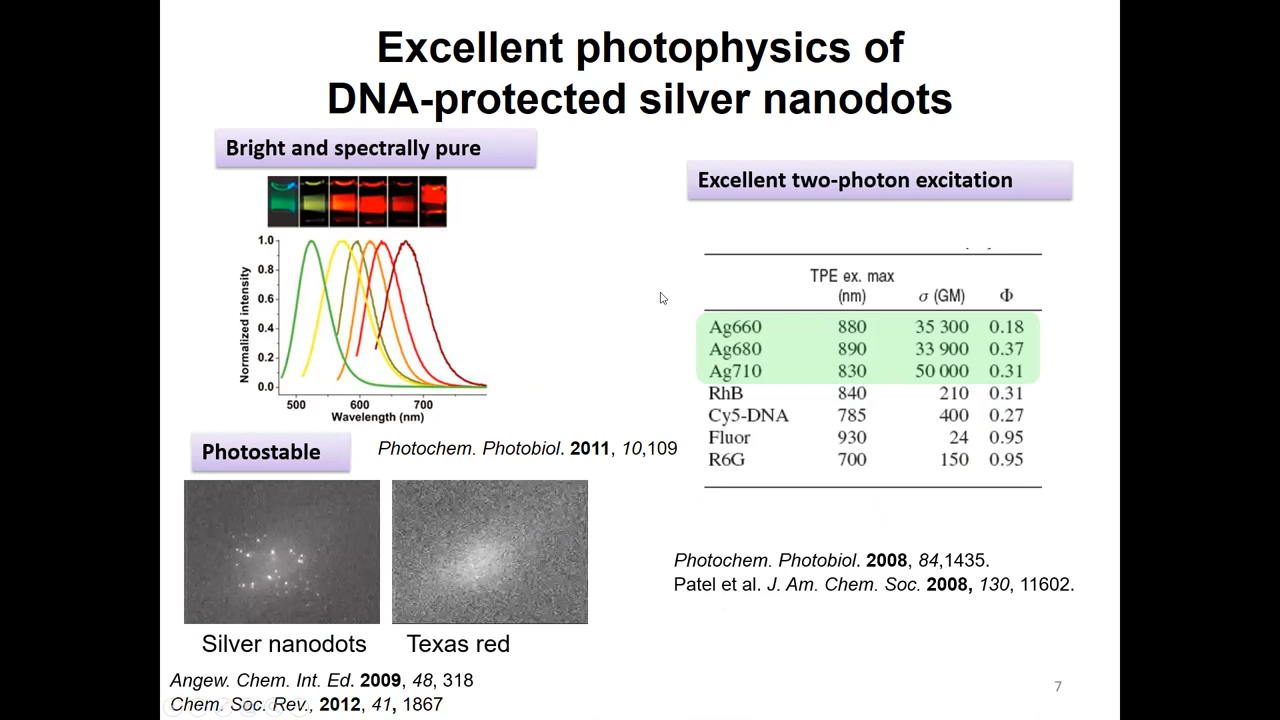 Excellent photophysics of
DNA-protected silver nanodots
Bright and spectrally pure
Normalized intensity
1.0
0.8
0.6
0.4
0.2
0.0
500 600 700
Wavelength (nm)
Photostable
Photochem. Photobiol. 2011, 10,109
Silver nanodots
Texas red
Angew. Chem. Int. Ed. 2009, 48, 318
Chem. Soc. Rev., 2012, 41, 1867
Excellent two-photon excitation
TPE ex. max
(nm) σ (GM) Φ
Ag660 880 35 300 0.18
Ag680 890 33 900 0.37
Ag710 830 50 000 0.31
RhB 840 210 0.31
Cy5-DNA 785 400 0.27
Fluor 930 24 0.95
R6G 700 150 0.95
Photochem. Photobiol. 2008, 84,1435.
Patel et al. J. Am. Chem. Soc. 2008, 130, 11602.
7